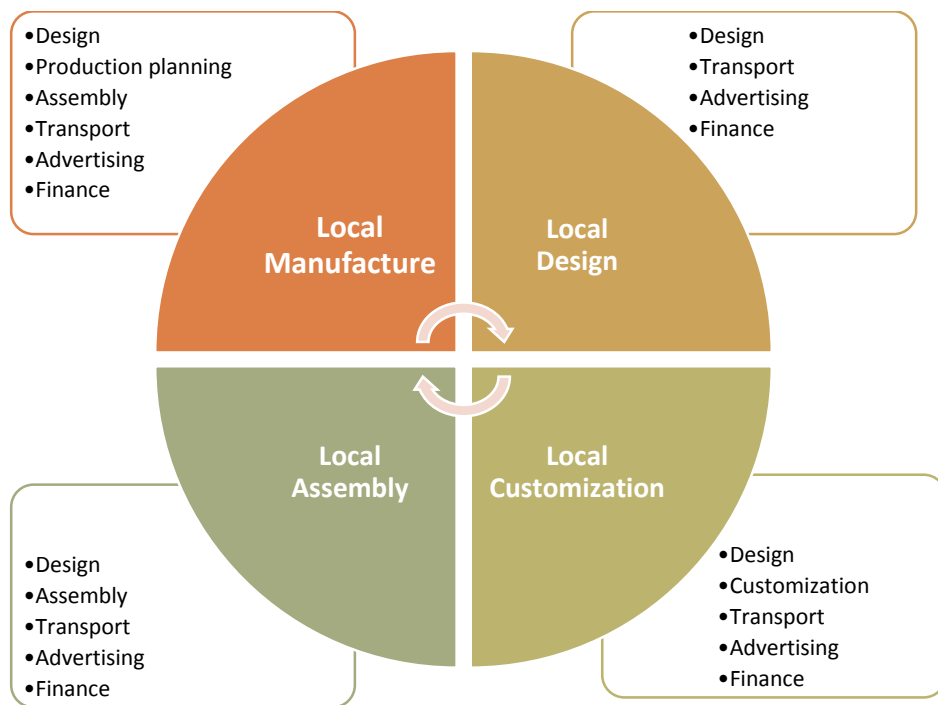 •Design
•Production planning
•Assembly
•Transport
•Advertising
•Finance
•Design
•Transport
•Advertising
•Finance
Local
Manufacture
Local
Design
Local
Assembly
Local
Customization
•Design
•Assembly
•Transport
•Advertising
•Finance
•Design
•Customization
•Transport
•Advertising
•Finance